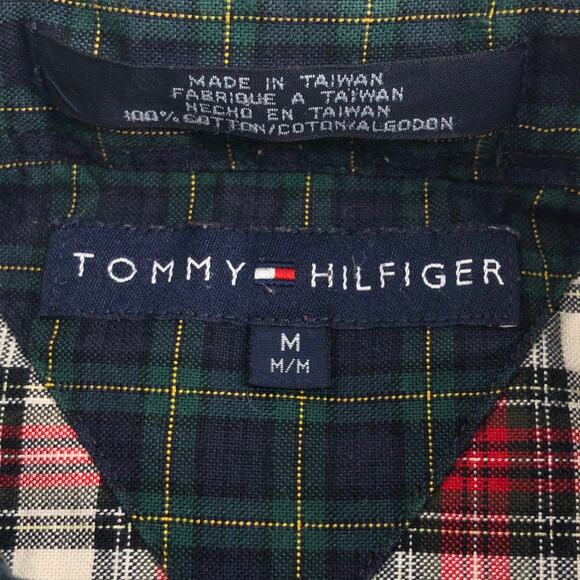 MADE IN TAIWAN
FABRIQUE A TAIWAN
HECHO EN TAIWAN
100% COTTON/COTON/ALGODON
TOMMY HILFIGER
M
M/M